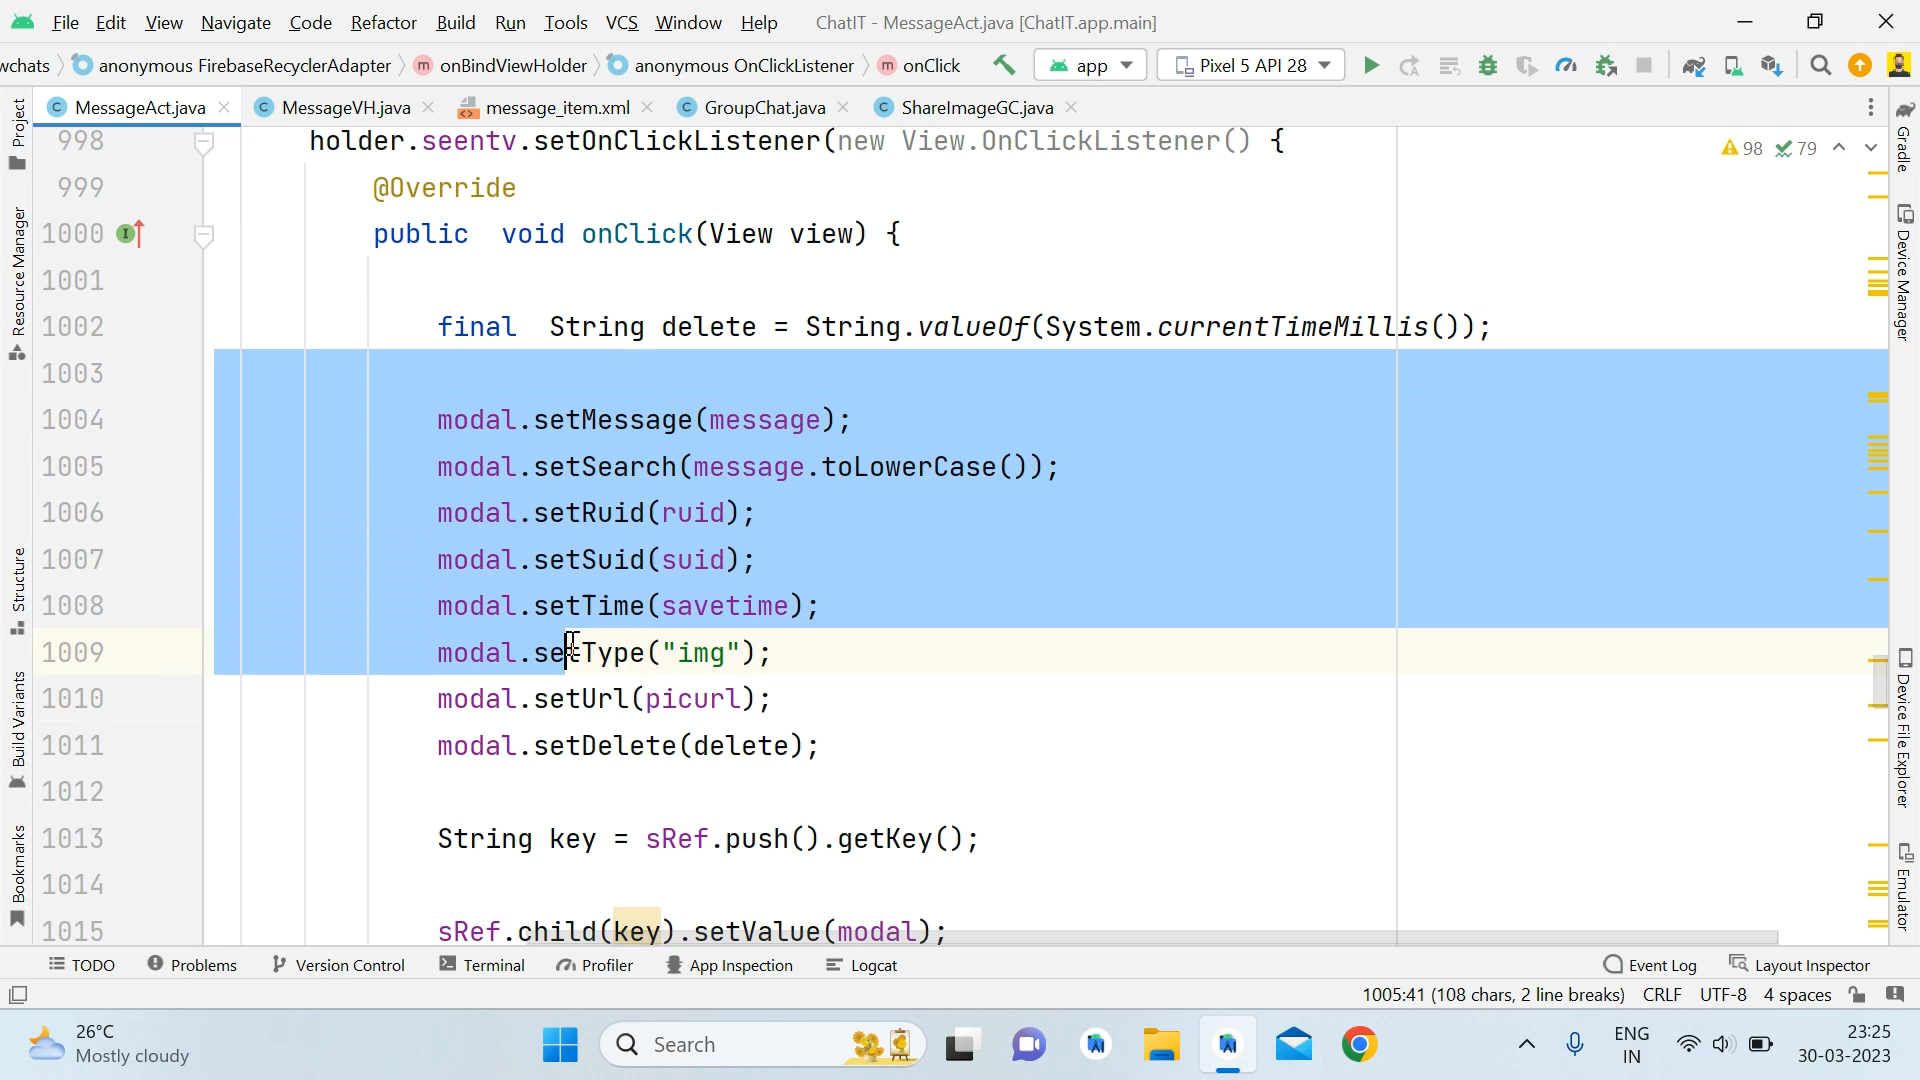 File Edit View Navigate Code Refactor Build Run Tools VCS Window Help ChatIT - MessageAct.java [ChatIT.app.main]
wchats anonymous FirebaseRecyclerAdapter onBindViewHolder anonymous OnClickListener onClick app Pixel 5 API 28
MessageAct.java MessageVH.java message_item.xml GroupChat.java ShareImageGC.java
98 79
998 holder.seentv.setOnClickListener(new View.OnClickListener() {
999 @Override
1000 public  void onClick(View view) {
1001
1002 final  String delete = String.valueOf(System.currentTimeMillis());
1003
1004 modal.setMessage(message);
1005 modal.setSearch(message.toLowerCase());
1006 modal.setRuid(ruid);
1007 modal.setSuid(suid);
1008 modal.setTime(savetime);
1009 modal.setType("img");
1010 modal.setUrl(picurl);
1011 modal.setDelete(delete);
1012
1013 String key = sRef.push().getKey();
1014
1015 sRef.child(key).setValue(modal);
Project
Resource Manager
Structure
Build Variants
Bookmarks
Gradle
Device Manager
Device File Explorer
Emulator
TODO Problems Version Control Terminal Profiler App Inspection Logcat Event Log Layout Inspector
1005:41 (108 chars, 2 line breaks) CRLF UTF-8 4 spaces
26°C
Mostly cloudy
Search
ENG
IN
23:25
30-03-2023